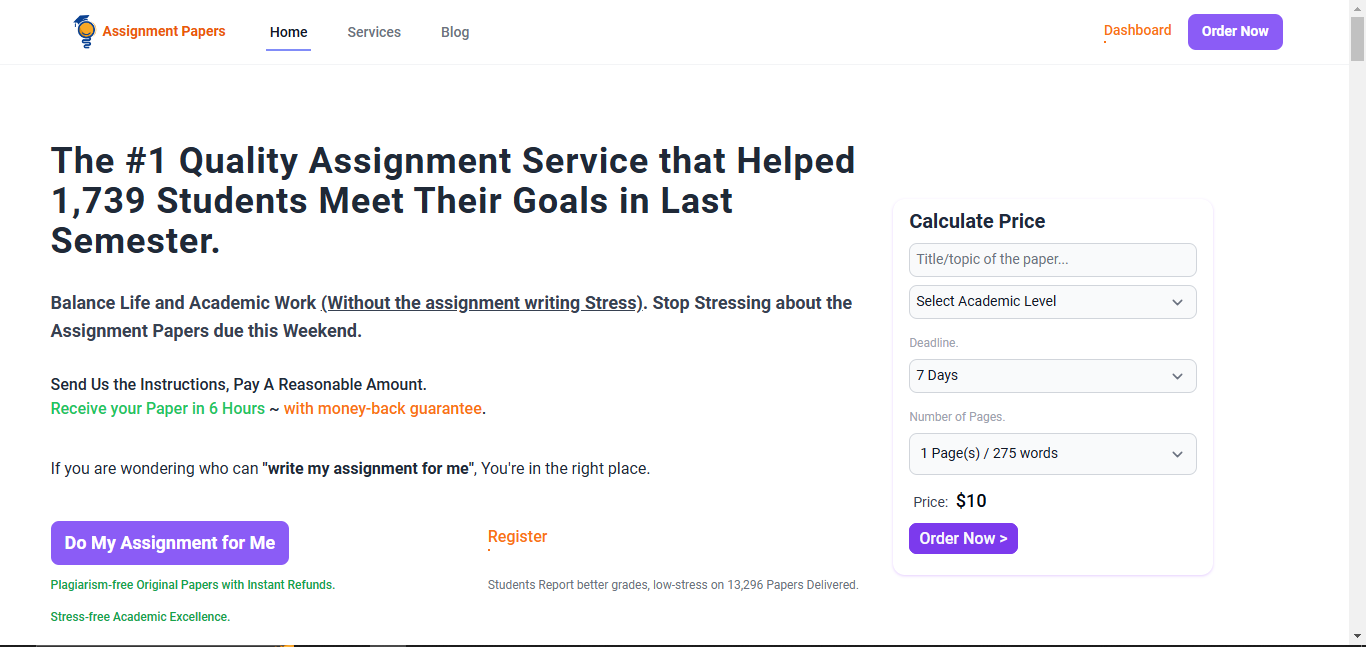 Assignment Papers
Home
Services
Blog
Dashboard
Order Now
The #1 Quality Assignment Service that Helped
1,739 Students Meet Their Goals in Last
Semester.
Balance Life and Academic Work (Without the assignment writing Stress). Stop Stressing about the
Assignment Papers due this Weekend.
Send Us the Instructions, Pay A Reasonable Amount.
Receive your Paper in 6 Hours ~ with money-back guarantee.
If you are wondering who can "write my assignment for me", You're in the right place.
Do My Assignment for Me
Plagiarism-free Original Papers with Instant Refunds.
Stress-free Academic Excellence.
Register
Students Report better grades, low-stress on 13,296 Papers Delivered.
Calculate Price
Title/topic of the paper...
Select Academic Level
Deadline.
7 Days
Number of Pages.
1 Page(s) / 275 words
Price: $10
Order Now >